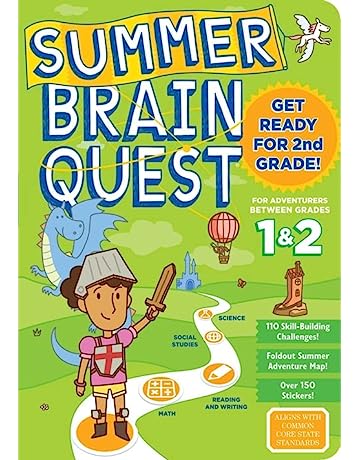 SUMMER
BRAIN
QUEST
GET
READY
FOR 2nd
GRADE!
FOR ADVENTURERS
BETWEEN GRADES
1&2
SCIENCE
SOCIAL
STUDIES
READING
AND WRITING
MATH
110 Skill-Building
Challenges!
Foldout Summer
Adventure Map!
Over 150
Stickers!
ALIGNS WITH
COMMON
CORE STATE
STANDARDS